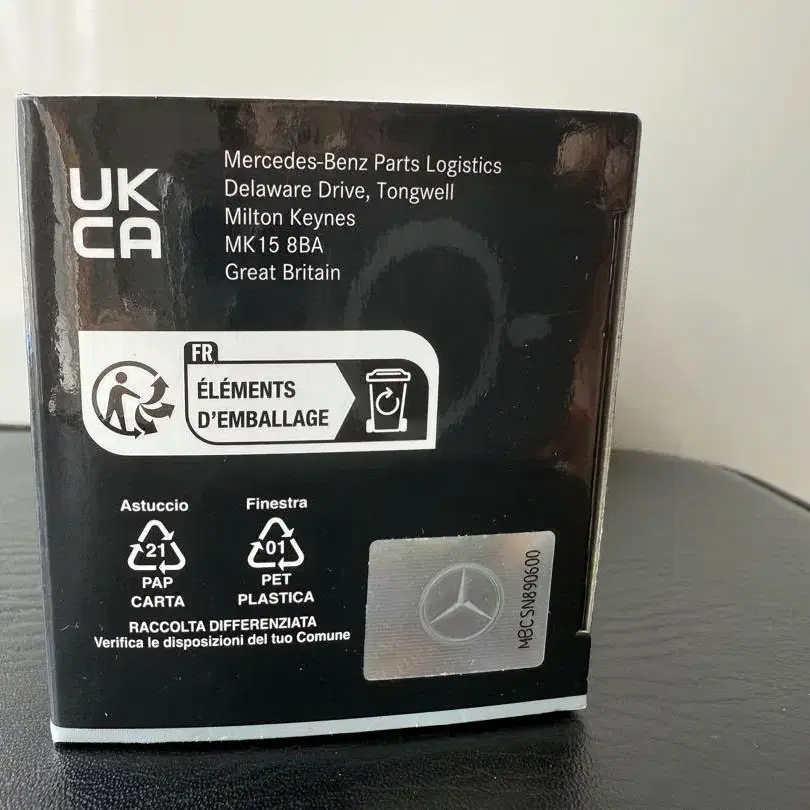 UK
CA
Mercedes-Benz Parts Logistics
Delaware Drive, Tongwell
Milton Keynes
MK15 8BA
Great Britain
FR
ÉLÉMENTS
D'EMBALLAGE
Astuccio
21
PAP
CARTA
Finestra
01
PET
PLASTICA
RACCOLTA DIFFERENZIATA
Verifica le disposizioni del tuo Comune
MBCSN890600